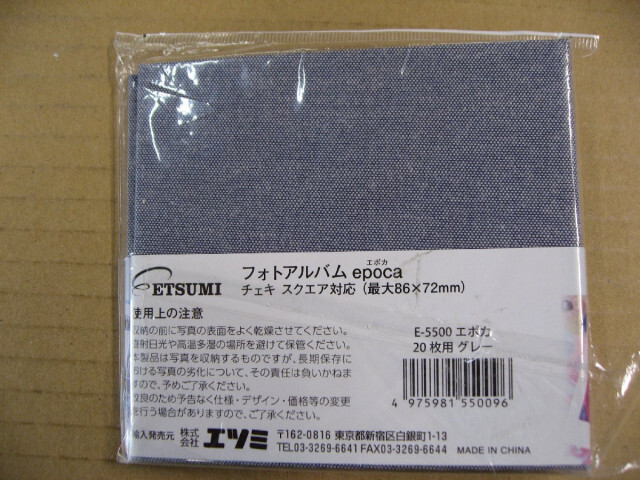 ETSUMI
エポカ
フォトアルバム epoca
チェキ スクエア対応(最大86×72mm)
使用上の注意
収納の前に写真の表面をよく乾燥させてください。
直射日光や高温多湿の場所を避けて保管ください。
本製品は写真を収納するものですが、長期保存に
おける写真の劣化について、その責任は負いかねま
すので、予めご了承ください。
改良のため予告なく仕様・デザイン・価格等の変更
を行う場合がありますので、ご了承ください。
E-5500 エポカ
20枚用 グレー
4 975981 550096
輸入発売元 株式会社 エツミ
〒162-0816 東京都新宿区白銀町1-13
TEL03-3269-6641 FAX03-3269-6644
MADE IN CHINA